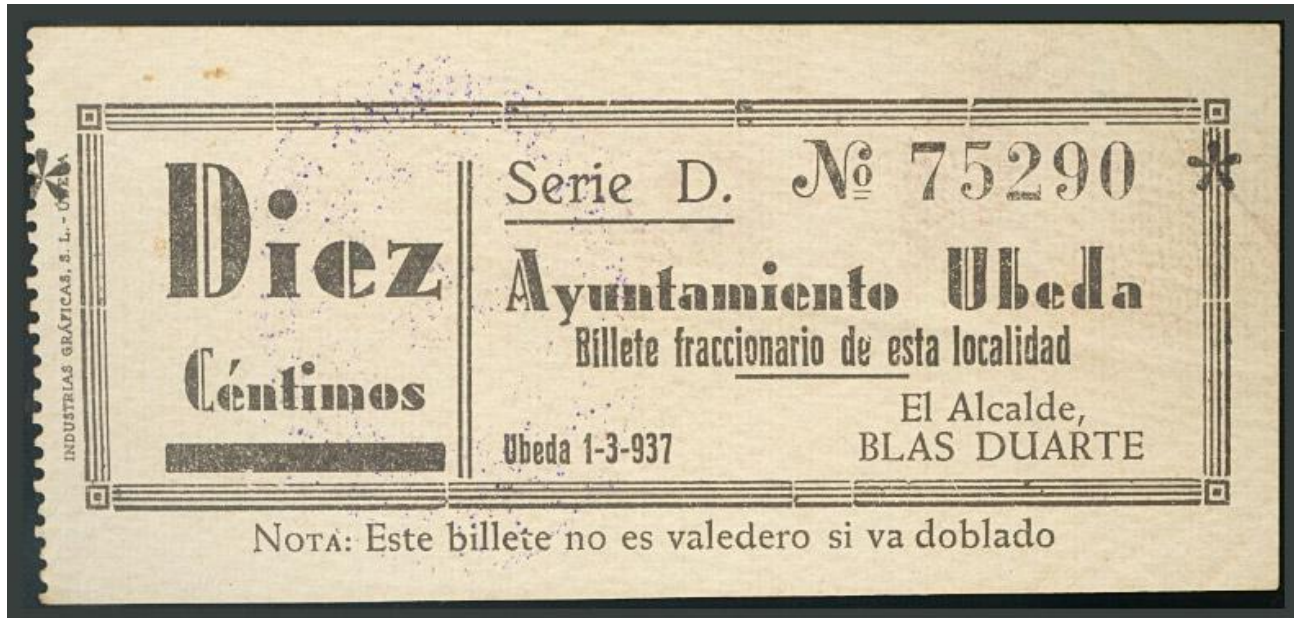 INDUSTRIAS GRÁFICAS, S. L. - UBEDA
Diez
Céntimos
Serie D. Nº 75290
Ayuntamiento Ubeda
Billete fraccionario de esta localidad
Ubeda 1-3-937
El Alcalde,
BLAS DUARTE
NOTA: Este billete no es valedero si va doblado